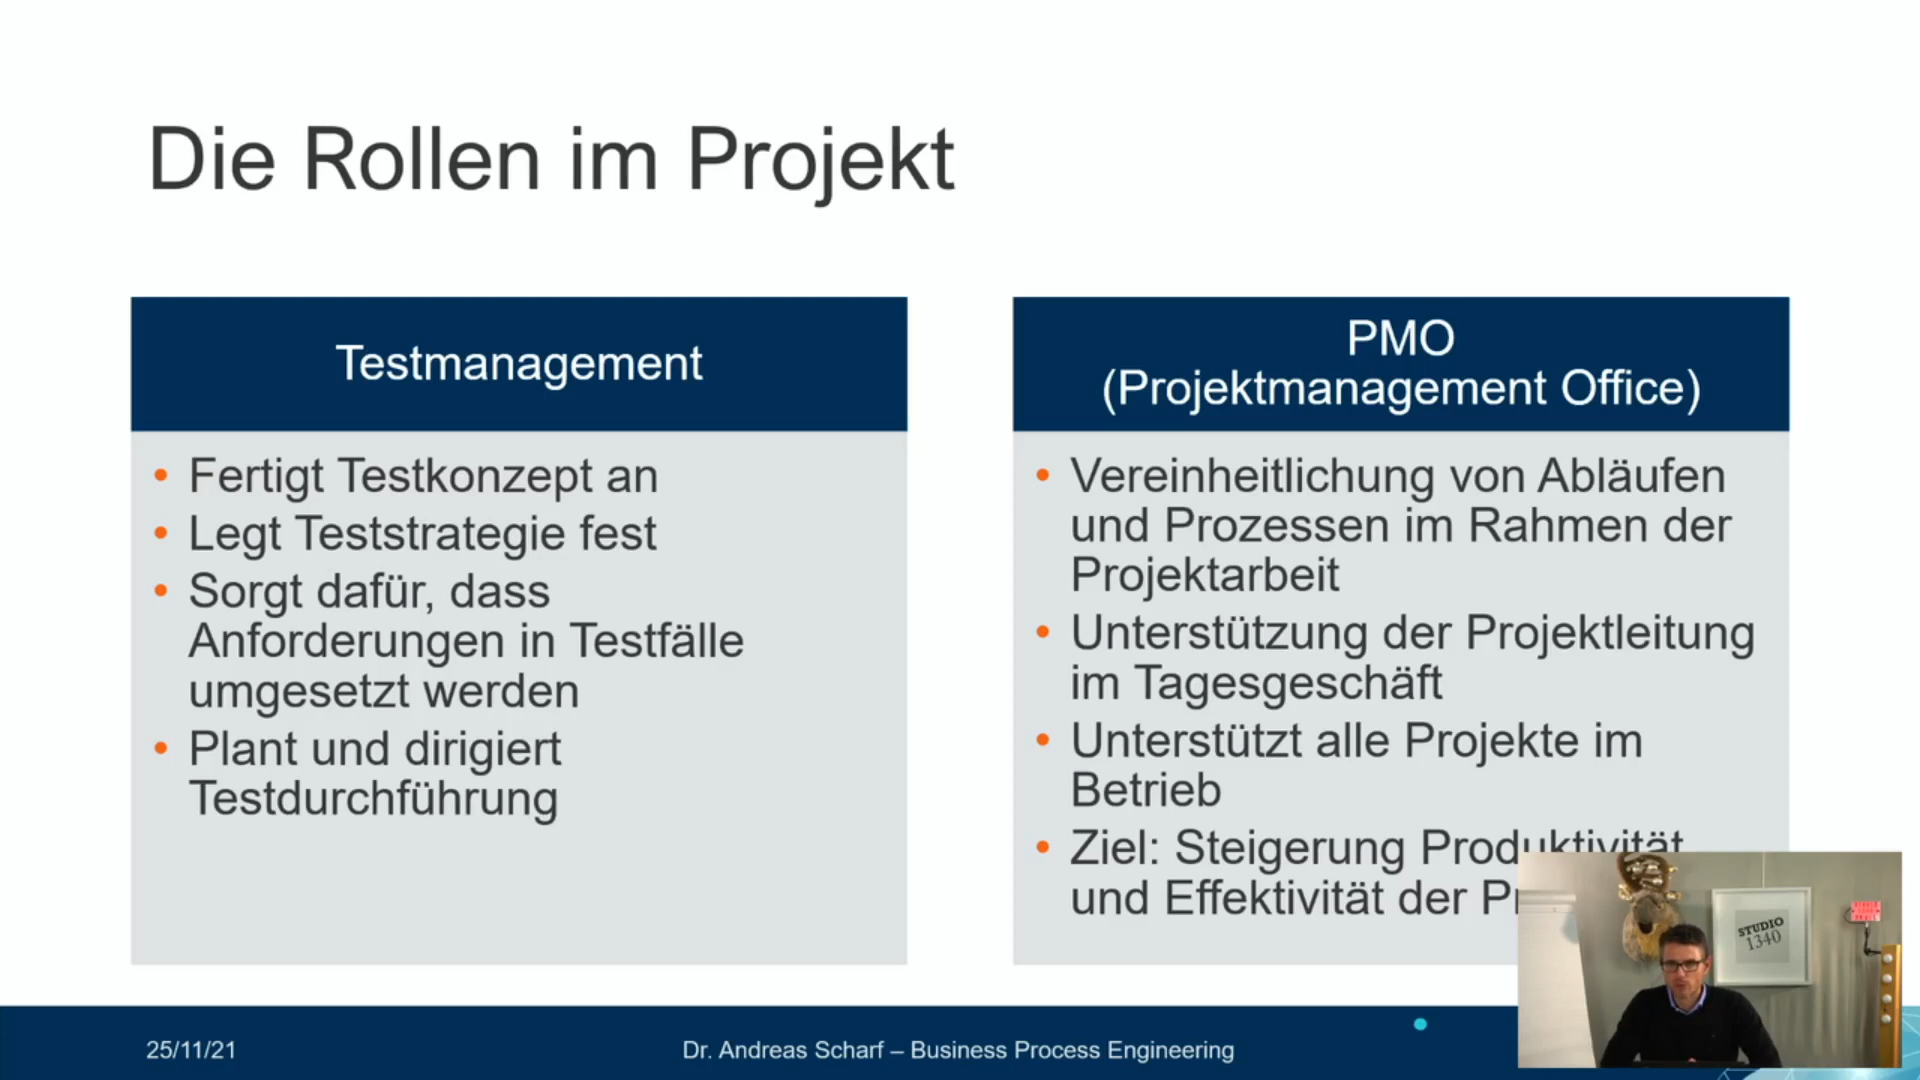 Die Rollen im Projekt
Testmanagement
• Fertigt Testkonzept an
• Legt Teststrategie fest
• Sorgt dafür, dass
Anforderungen in Testfälle
umgesetzt werden
• Plant und dirigiert
Testdurchführung
PMO
(Projektmanagement Office)
• Vereinheitlichung von Abläufen
und Prozessen im Rahmen der
Projektarbeit
• Unterstützung der Projektleitung
im Tagesgeschäft
• Unterstützt alle Projekte im
Betrieb
• Ziel: Steigerung Produktivität
und Effektivität der
25/11/21
Dr. Andreas Scharf – Business Process Engineering
STUDIO
1340